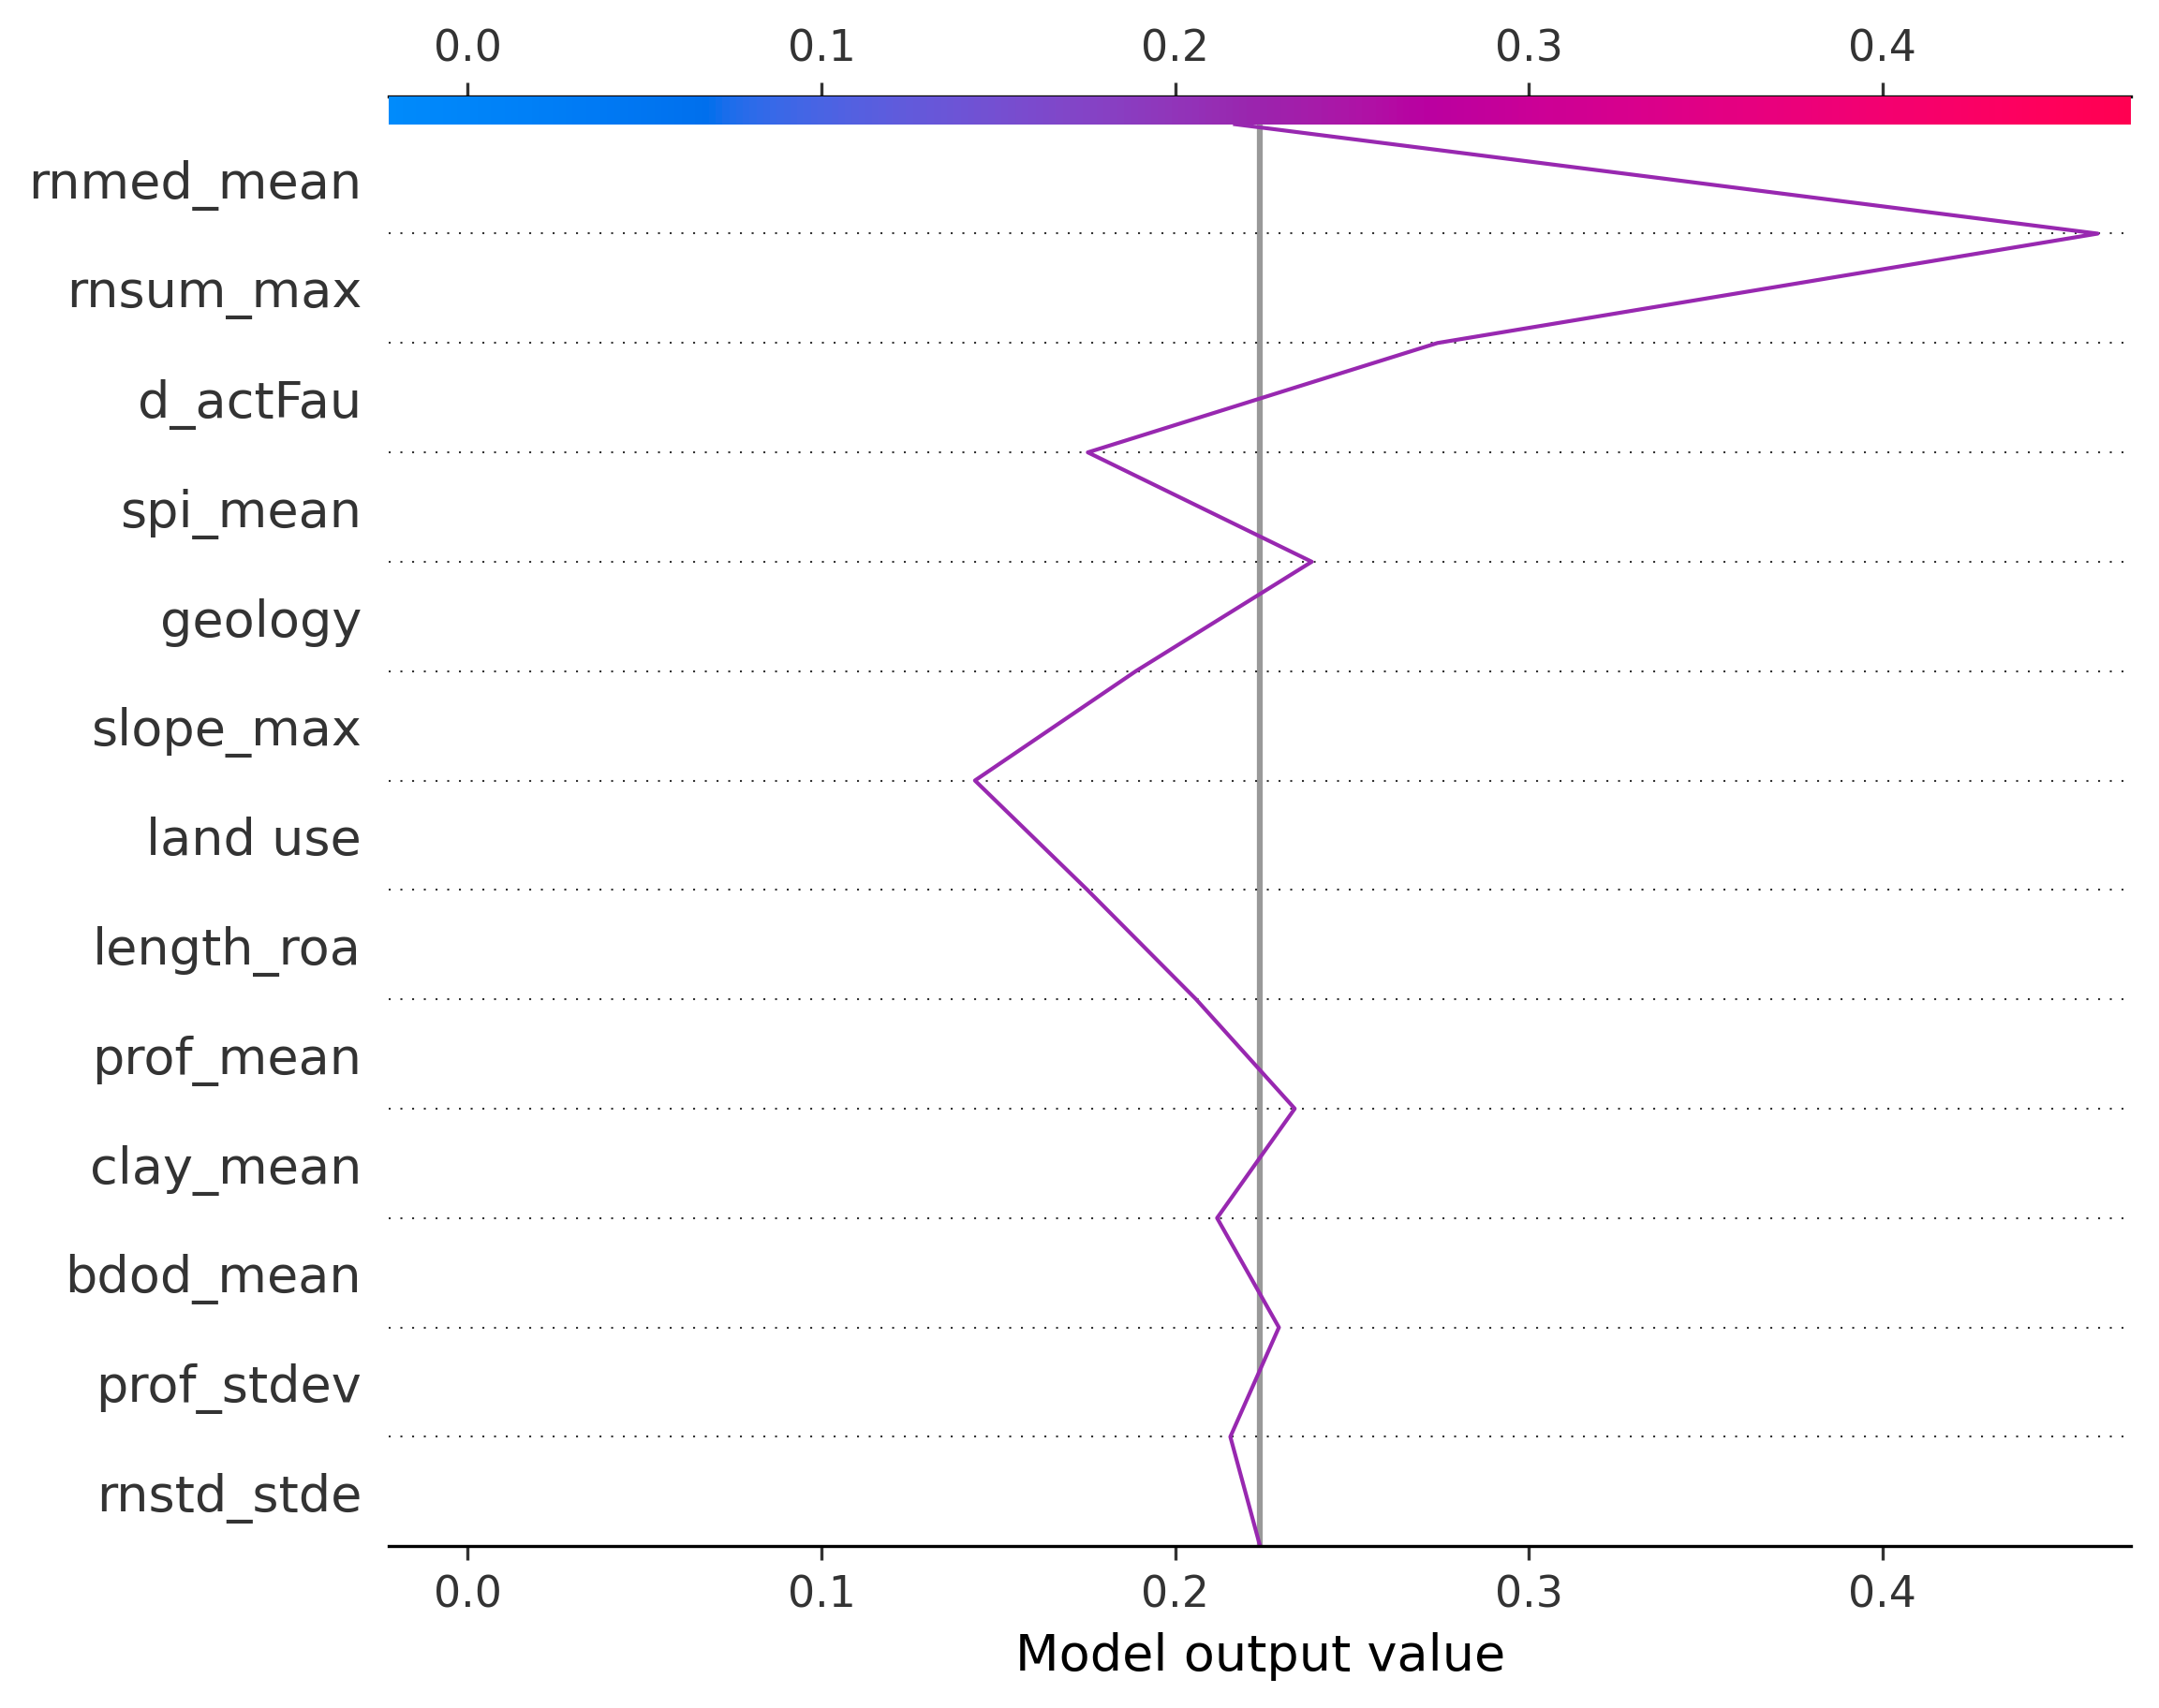 0.0 0.1 0.2 0.3 0.4
rnmed_mean
rnsum_max
d_actFau
spi_mean
geology
slope_max
land use
length_roa
prof_mean
clay_mean
bdod_mean
prof_stdev
rnstd_stde
0.0 0.1 0.2 0.3 0.4
Model output value